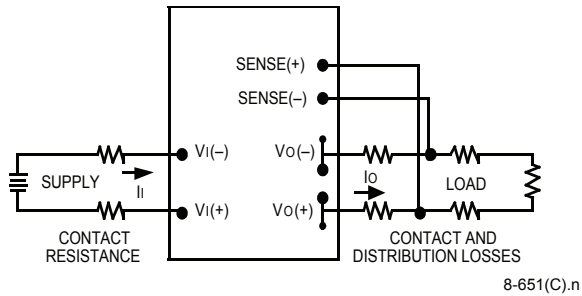 SENSE(+)
SENSE(–)
VI(–)
VO(–)
SUPPLY
II
IO
LOAD
VI(+)
VO(+)
CONTACT
RESISTANCE
CONTACT AND
DISTRIBUTION LOSSES
8-651(C).n